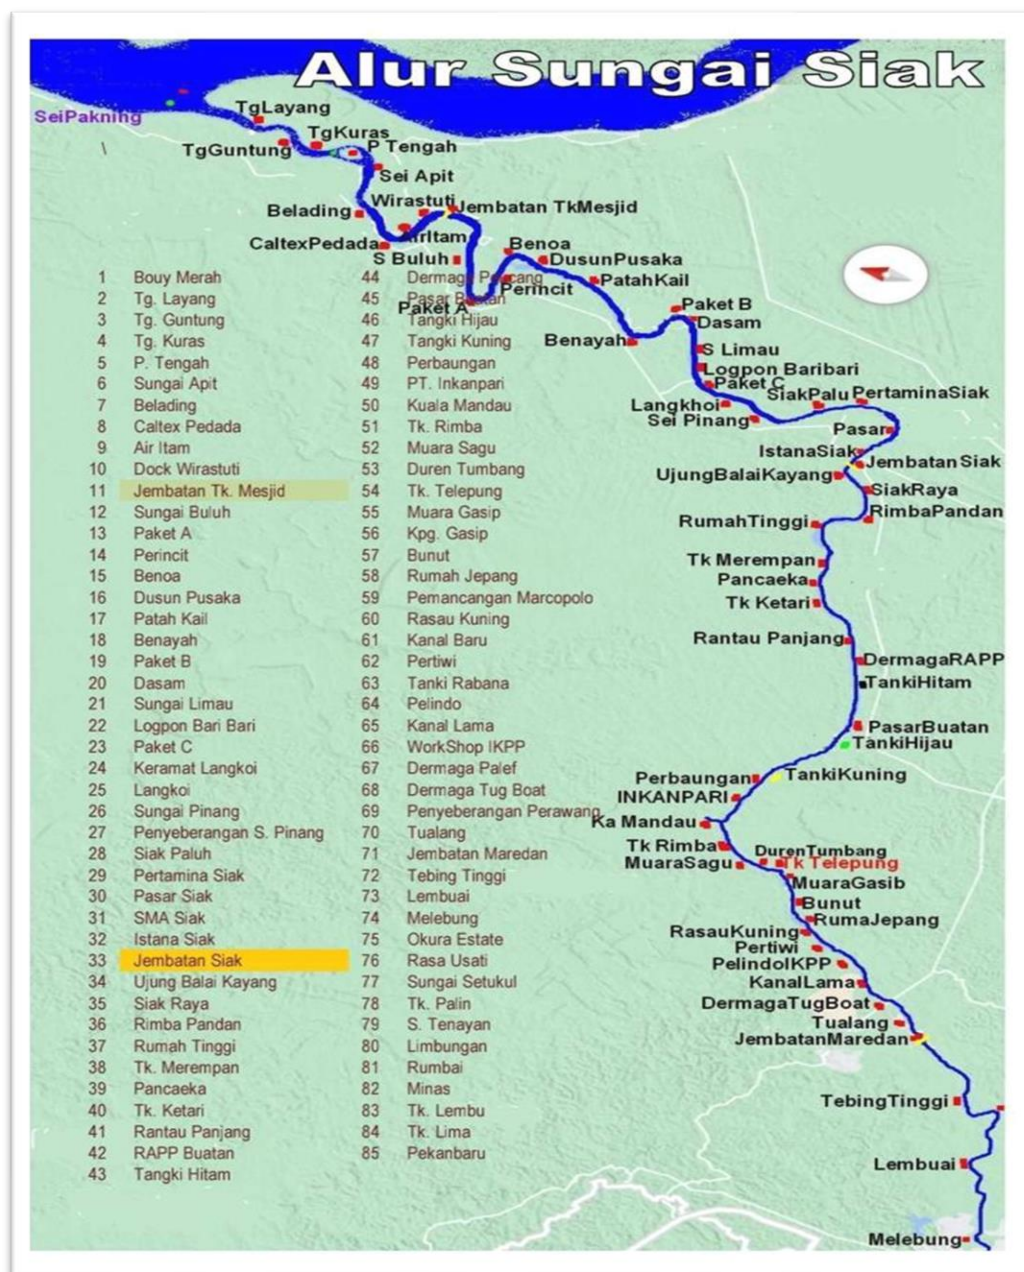 Alur Sungai Siak
SeiPakning
TgLayang
TgKuras
TgGuntung
P Tengah
Sei Apit
Wirastuti
Jembatan TkMesjid
Belading
AirItam
CaltexPedada
Benoa
S Buluh
DusunPusaka
PatahKail
Perincit
Paket A
Paket B
Dasam
Benayah
S Limau
Logpon Baribari
Paket C
SiakPalu
PertaminaSiak
Langkhoi
Sei Pinang
Pasar
IstanaSiak
JembatanSiak
UjungBalaiKayang
SiakRaya
RimbaPandan
RumahTinggi
Tk Merempan
Pancaeka
Tk Ketari
Rantau Panjang
DermagaRAPP
TankiHitam
PasarBuatan
TankiHijau
TankiKuning
Perbaungan
INKANPARI
Ka Mandau
Tk Rimba
DurenTumbang
MuaraSagu
Tk Telepung
MuaraGasib
Bunut
RumaJepang
RasauKuning
Pertiwi
PelindoIKPP
KanalLama
DermagaTugBoat
Tualang
JembatanMaredan
TebingTinggi
Lembuai
Melebung
1 Bouy Merah
2 Tg. Layang
3 Tg. Guntung
4 Tg. Kuras
5 P. Tengah
6 Sungai Apit
7 Belading
8 Caltex Pedada
9 Air Itam
10 Dock Wirastuti
11 Jembatan Tk. Mesjid
12 Sungai Buluh
13 Paket A
14 Perincit
15 Benoa
16 Dusun Pusaka
17 Patah Kail
18 Benayah
19 Paket B
20 Dasam
21 Sungai Limau
22 Logpon Bari Bari
23 Paket C
24 Keramat Langkoi
25 Langkoi
26 Sungai Pinang
27 Penyeberangan S. Pinang
28 Siak Paluh
29 Pertamina Siak
30 Pasar Siak
31 SMA Siak
32 Istana Siak
33 Jembatan Siak
34 Ujung Balai Kayang
35 Siak Raya
36 Rimba Pandan
37 Rumah Tinggi
38 Tk. Merempan
39 Pancaeka
40 Tk. Ketari
41 Rantau Panjang
42 RAPP Buatan
43 Tangki Hitam
44 Dermaga
45 Pasar Buatan
46 Tangki Hijau
47 Tangki Kuning
48 Perbaungan
49 PT. Inkanpari
50 Kuala Mandau
51 Tk. Rimba
52 Muara Sagu
53 Duren Tumbang
54 Tk. Telepung
55 Muara Gasip
56 Kpg. Gasip
57 Bunut
58 Rumah Jepang
59 Pemancangan Marcopolo
60 Rasau Kuning
61 Kanal Baru
62 Pertiwi
63 Tanki Rabana
64 Pelindo
65 Kanal Lama
66 WorkShop IKPP
67 Dermaga Palef
68 Dermaga Tug Boat
69 Penyeberangan Perawang
70 Tualang
71 Jembatan Maredan
72 Tebing Tinggi
73 Lembuai
74 Melebung
75 Okura Estate
76 Rasa Usati
77 Sungai Setukul
78 Tk. Palin
79 S. Tenayan
80 Limbungan
81 Rumbai
82 Minas
83 Tk. Lembu
84 Tk. Lima
85 Pekanbaru